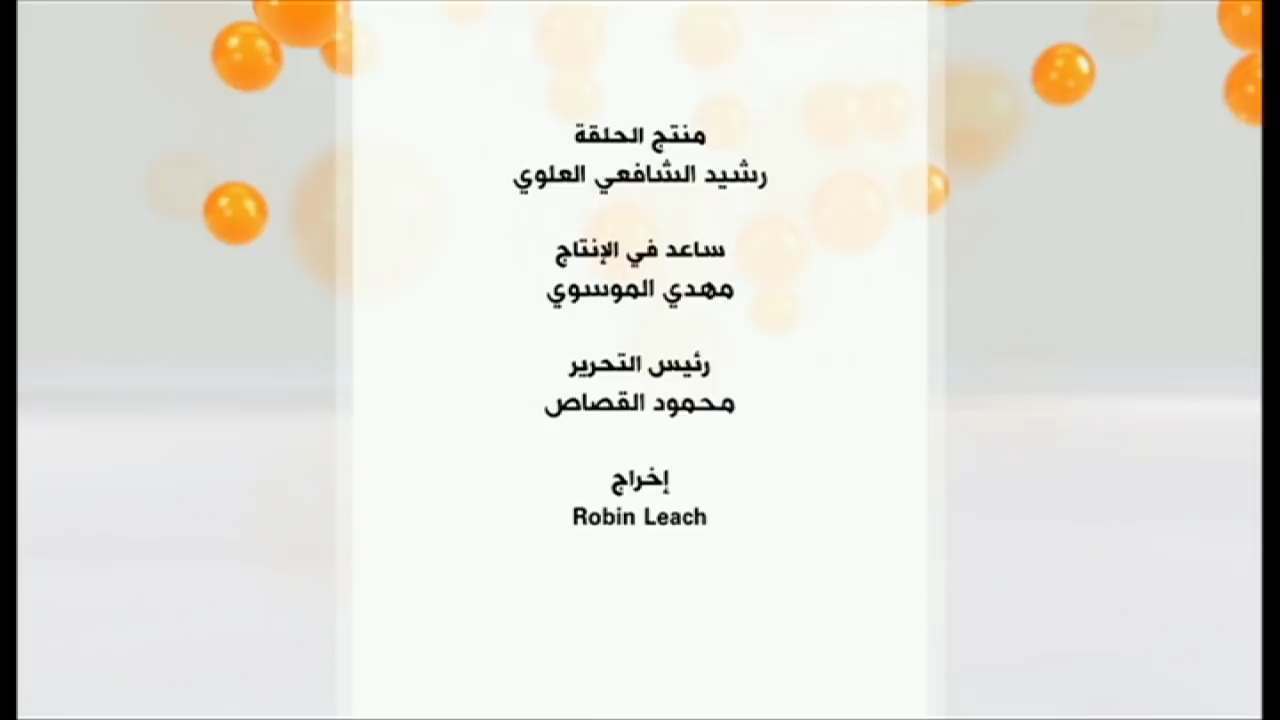 منتج الحلقة
رشيد الشافعي العلوي
ساعد في الإنتاج
مهدي الموسوي
رئيس التحرير
محمود القصاص
إخراج
Robin Leach